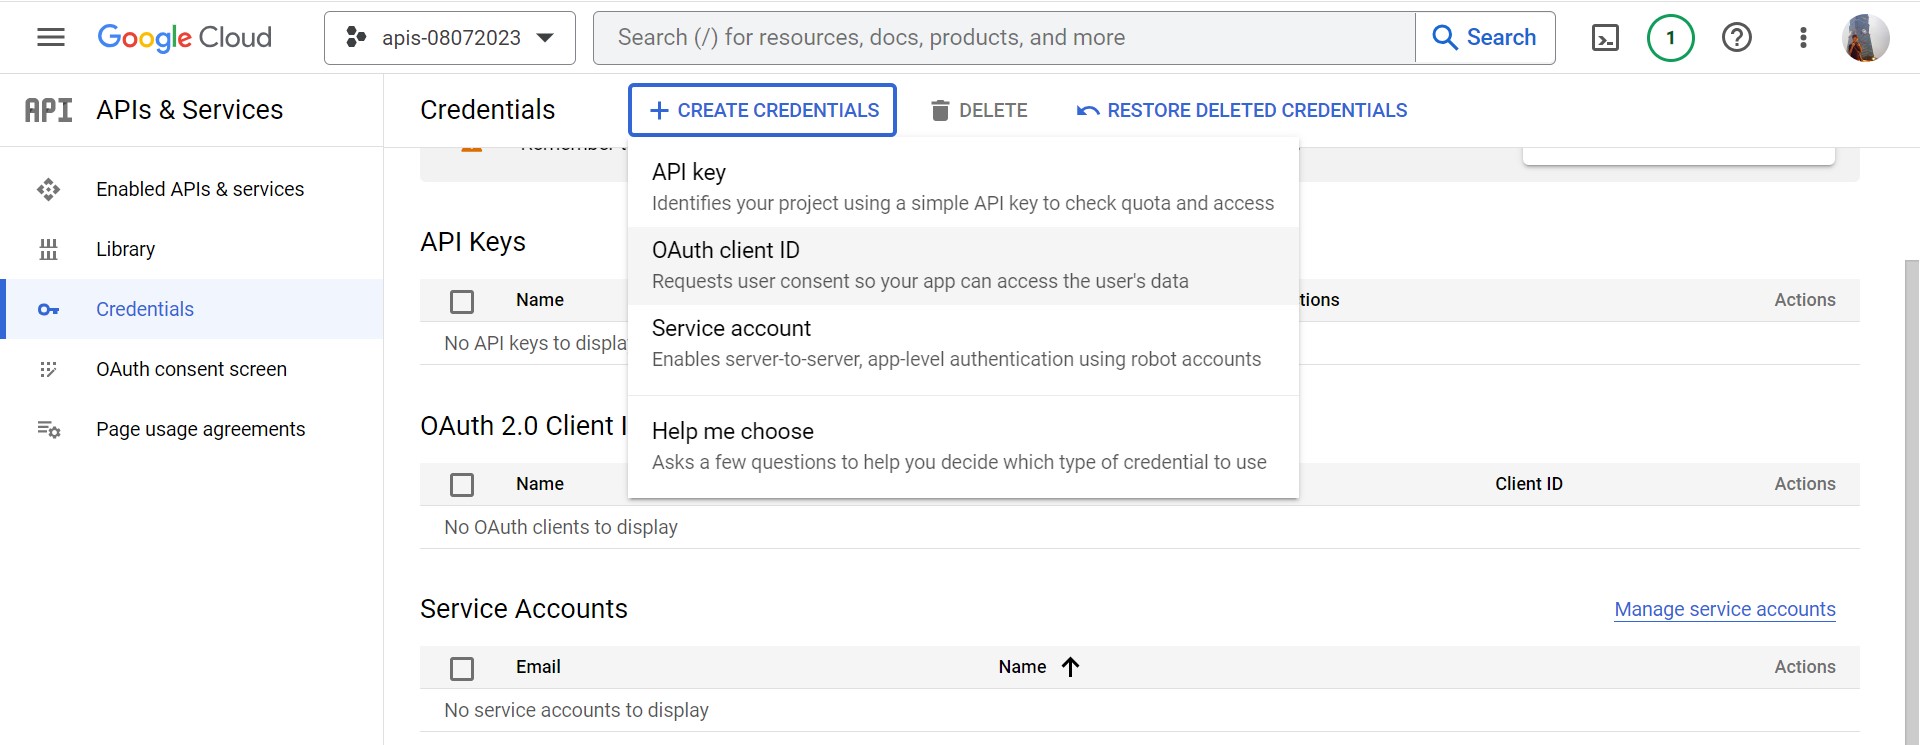 Google Cloud
apis-08072023
Search (/) for resources, docs, products, and more
Search
1
API
APIs & Services
Credentials
CREATE CREDENTIALS
DELETE
RESTORE DELETED CREDENTIALS
Enabled APIs & services
Library
Credentials
OAuth consent screen
Page usage agreements
API key
Identifies your project using a simple API key to check quota and access
OAuth client ID
Requests user consent so your app can access the user's data
Service account
Enables server-to-server, app-level authentication using robot accounts
Help me choose
Asks a few questions to help you decide which type of credential to use
API Keys
Name
tions
Actions
No API keys to displa
OAuth 2.0 Client I
Name
Client ID
Actions
No OAuth clients to display
Service Accounts
Manage service accounts
Email
Name
Actions
No service accounts to display